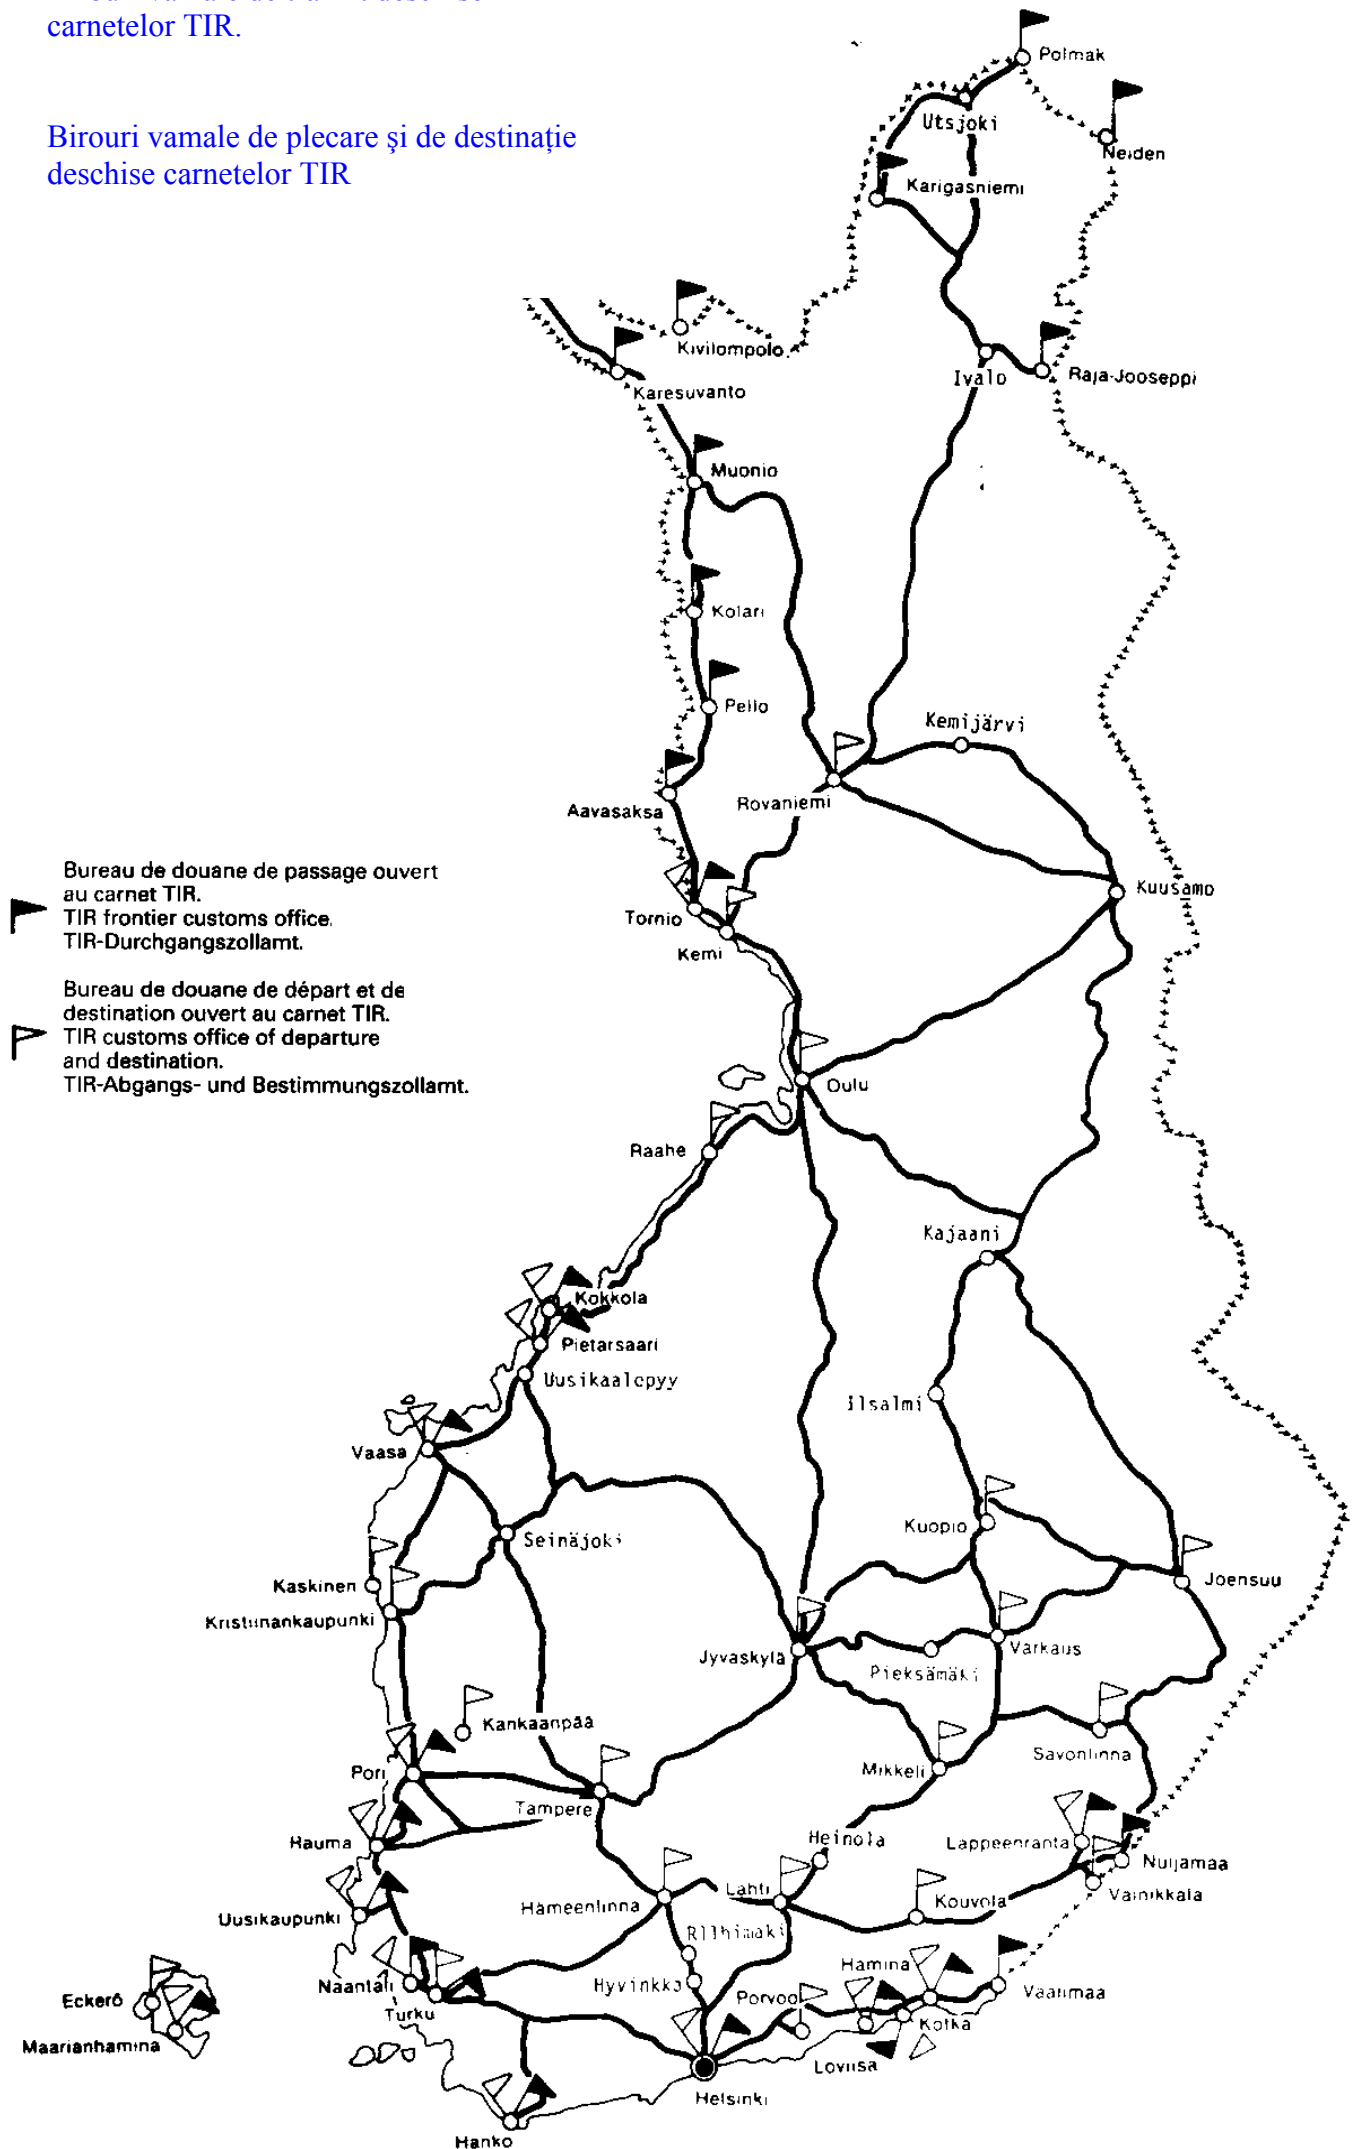 carnetelor TIR.
Birouri vamale de plecare şi de destinație
deschise carnetelor TIR
Polmak
Utsjoki
Neiden
Karigasniemi
Kivilompolo
Karesuvanto
Ivalo
Raja-Jooseppi
Muonio
Kolari
Pello
Kemijärvi
Rovaniemi
Aavasaksa
Bureau de douane de passage ouvert
au carnet TIR.
TIR frontier customs office.
TIR-Durchgangszollamt.
Kuusamo
Tornio
Kemi
Bureau de douane de départ et de
destination ouvert au carnet TIR.
TIR customs office of departure
and destination.
TIR-Abgangs- und Bestimmungszollamt.
Oulu
Raahe
Kajaani
Kokkola
Pietarsaari
Uusikaalepyy
Ilsalmi
Vaasa
Kuopio
Seinäjoki
Kaskinen
Joensuu
Kristiinankaupunki
Jyvaskylä
Varkaus
Pieksämäki
Kankaanpää
Savonlinna
Pori
Mikkeli
Tampere
Heinola
Lappeenranta
Rauma
Nuijamaa
Vainikkala
Lahti
Kouvola
Hämeenlinna
Uusikaupunki
Riihimäki
Hamina
Naantali
Hyvinkkä
Vaalimaa
Porvoo
Eckerö
Turku
Kotka
Maarianhamina
Loviisa
Helsinki
Hanko